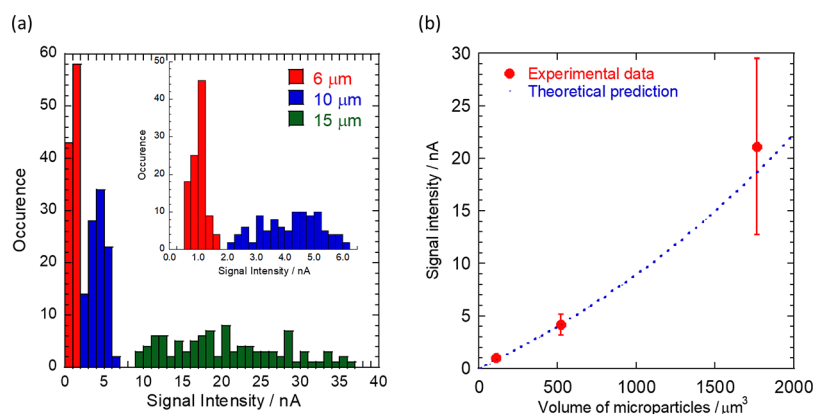 (a)
60
50
40
30
20
10
0
Occurence
0 5 10 15 20 25 30 35 40
Signal Intensity / nA
6 μm
10 μm
15 μm
50
40
30
20
10
0
Occurence
0.0 1.0 2.0 3.0 4.0 5.0 6.0
Signal Intensity / nA
(b)
30
25
20
15
10
5
0
Signal intensity / nA
0 500 1000 1500 2000
Volume of microparticles / μm³
Experimental data
Theoretical prediction